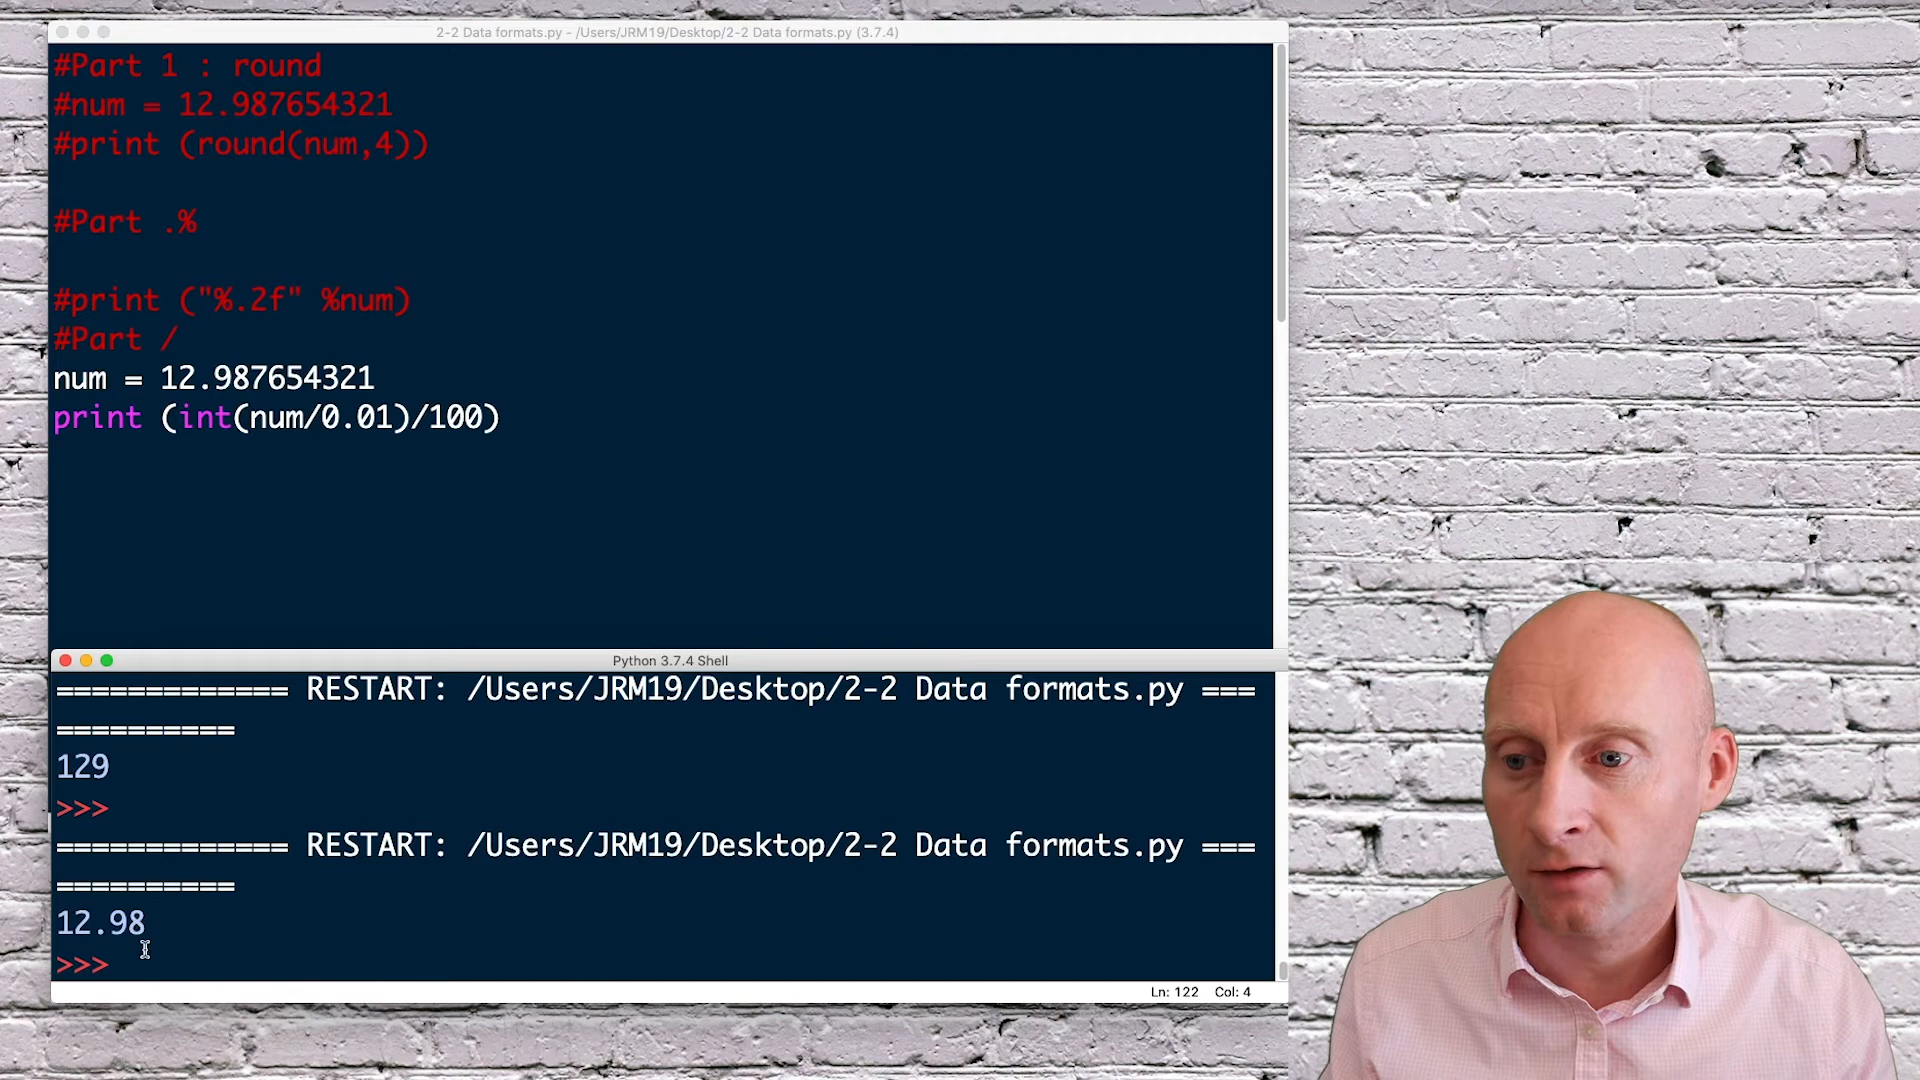 2-2 Data formats.py - /Users/JRM19/Desktop/2-2 Data formats.py (3.7.4)
#Part 1 : round
#num = 12.987654321
#print (round(num,4))
#Part .%
#print ("%.2f" %num)
#Part /
num = 12.987654321
print (int(num/0.01)/100)
Python 3.7.4 Shell
============= RESTART: /Users/JRM19/Desktop/2-2 Data formats.py ===
==========
129
>>>
============= RESTART: /Users/JRM19/Desktop/2-2 Data formats.py ===
==========
12.98
>>>
Ln: 122 Col: 4